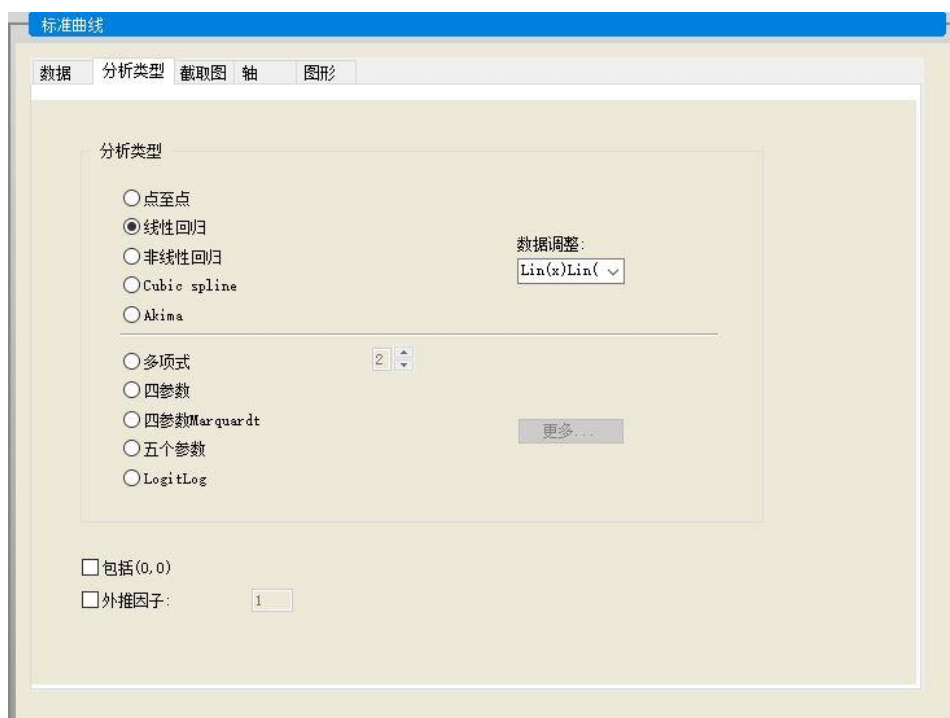 标准曲线
数据 分析类型 截取图 轴 图形
分析类型
点至点
线性回归
非线性回归
数据调整:
Lin(x)Lin(
Cubic spline
Akima
多项式 2
四参数
四参数Marquardt
更多...
五个参数
LogitLog
包括(0,0)
外推因子: 1